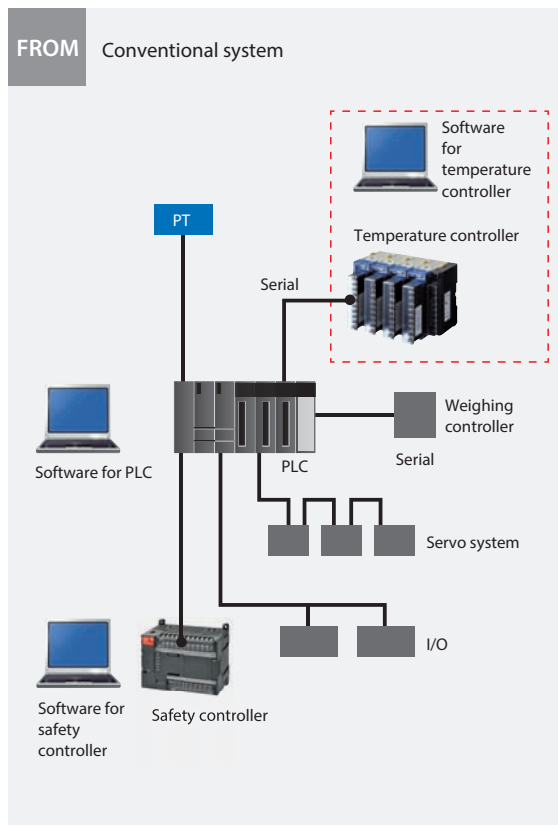 FROM
Conventional system
Software
for
temperature
controller
PT
Temperature controller
Serial
Weighing
controller
Serial
PLC
Software for PLC
Servo system
I/O
Software for
safety
controller
Safety controller